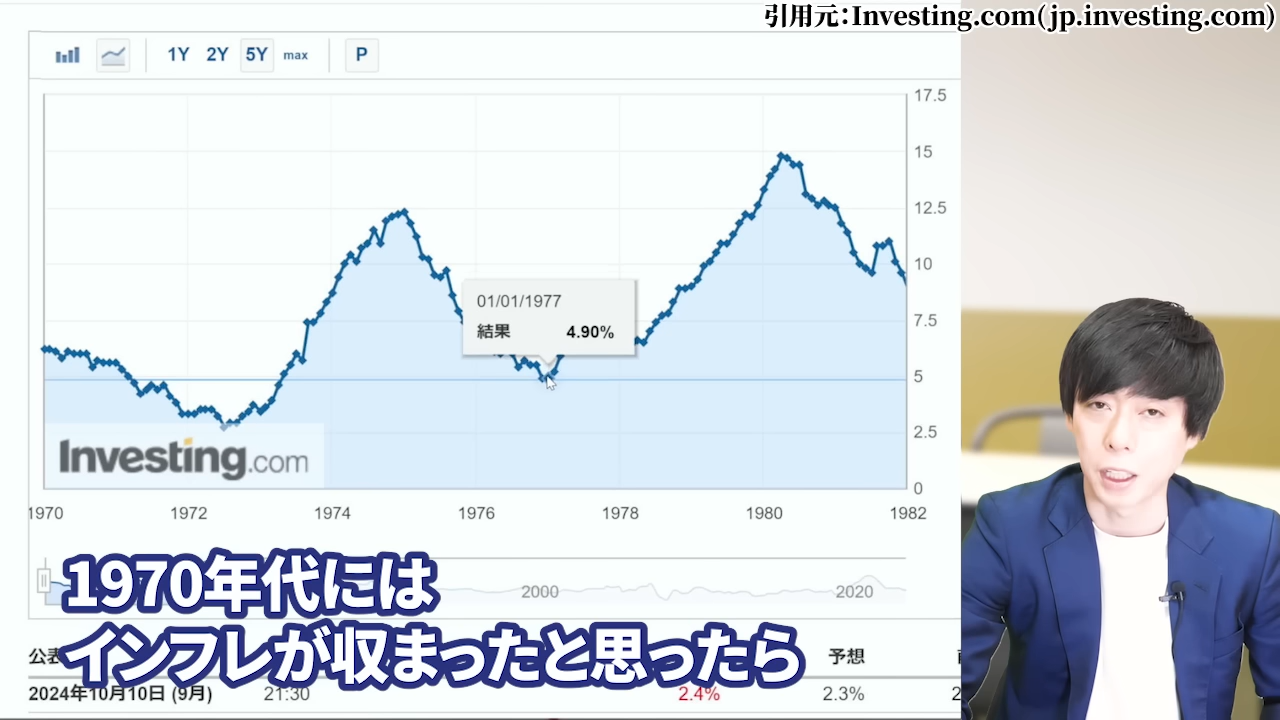 引用元：Investing.com(jp.investing.com)
1Y 2Y 5Y max P
17.5
15
12.5
10
7.5
5
2.5
0
01/01/1977
結果 4.90%
Investing.com
1970 1972 1974 1976 1978 1980 1982
2000 2020
1970年代には
インフレが収まったと思ったら
公表 予想
2024年10月10日 (9月) 21:30 2.4% 2.3% 2